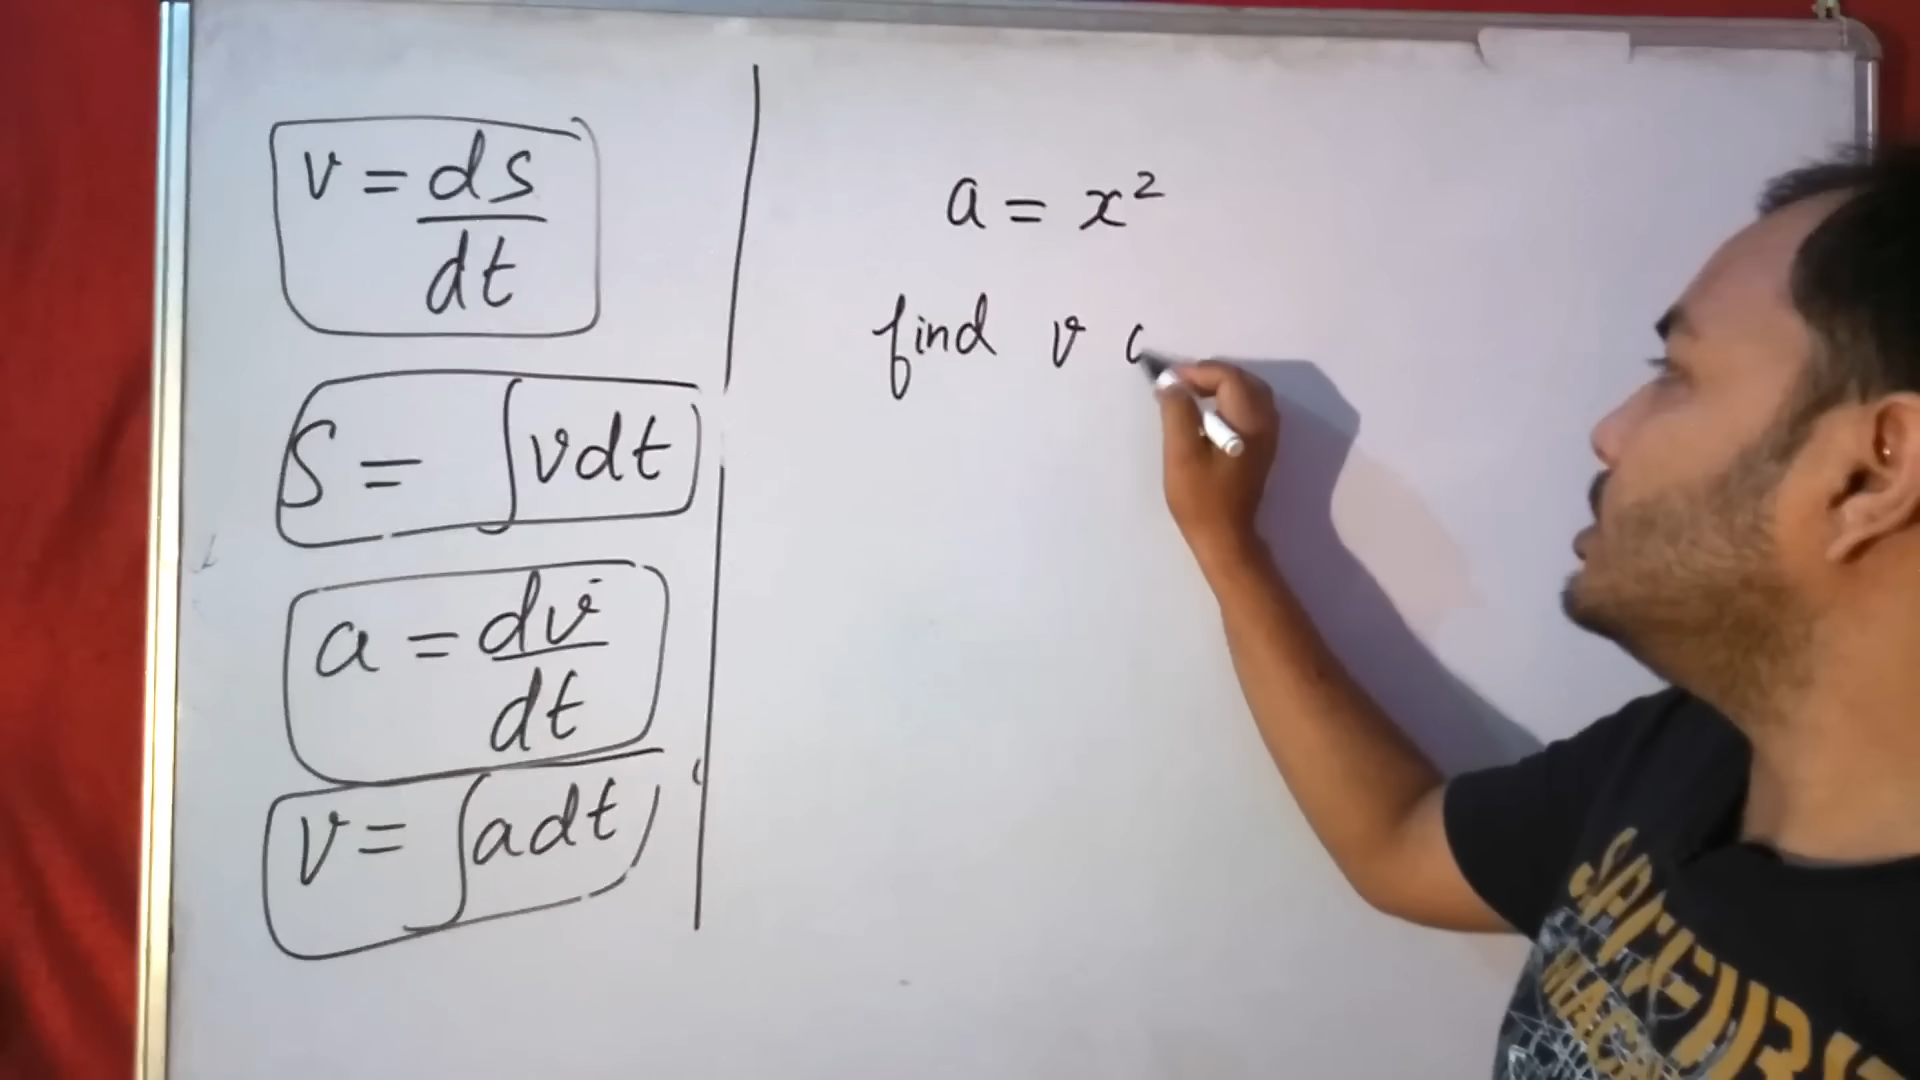 v = ds/dt
S = ∫vdt
a = dv/dt
v = ∫adt
a = x²
find v